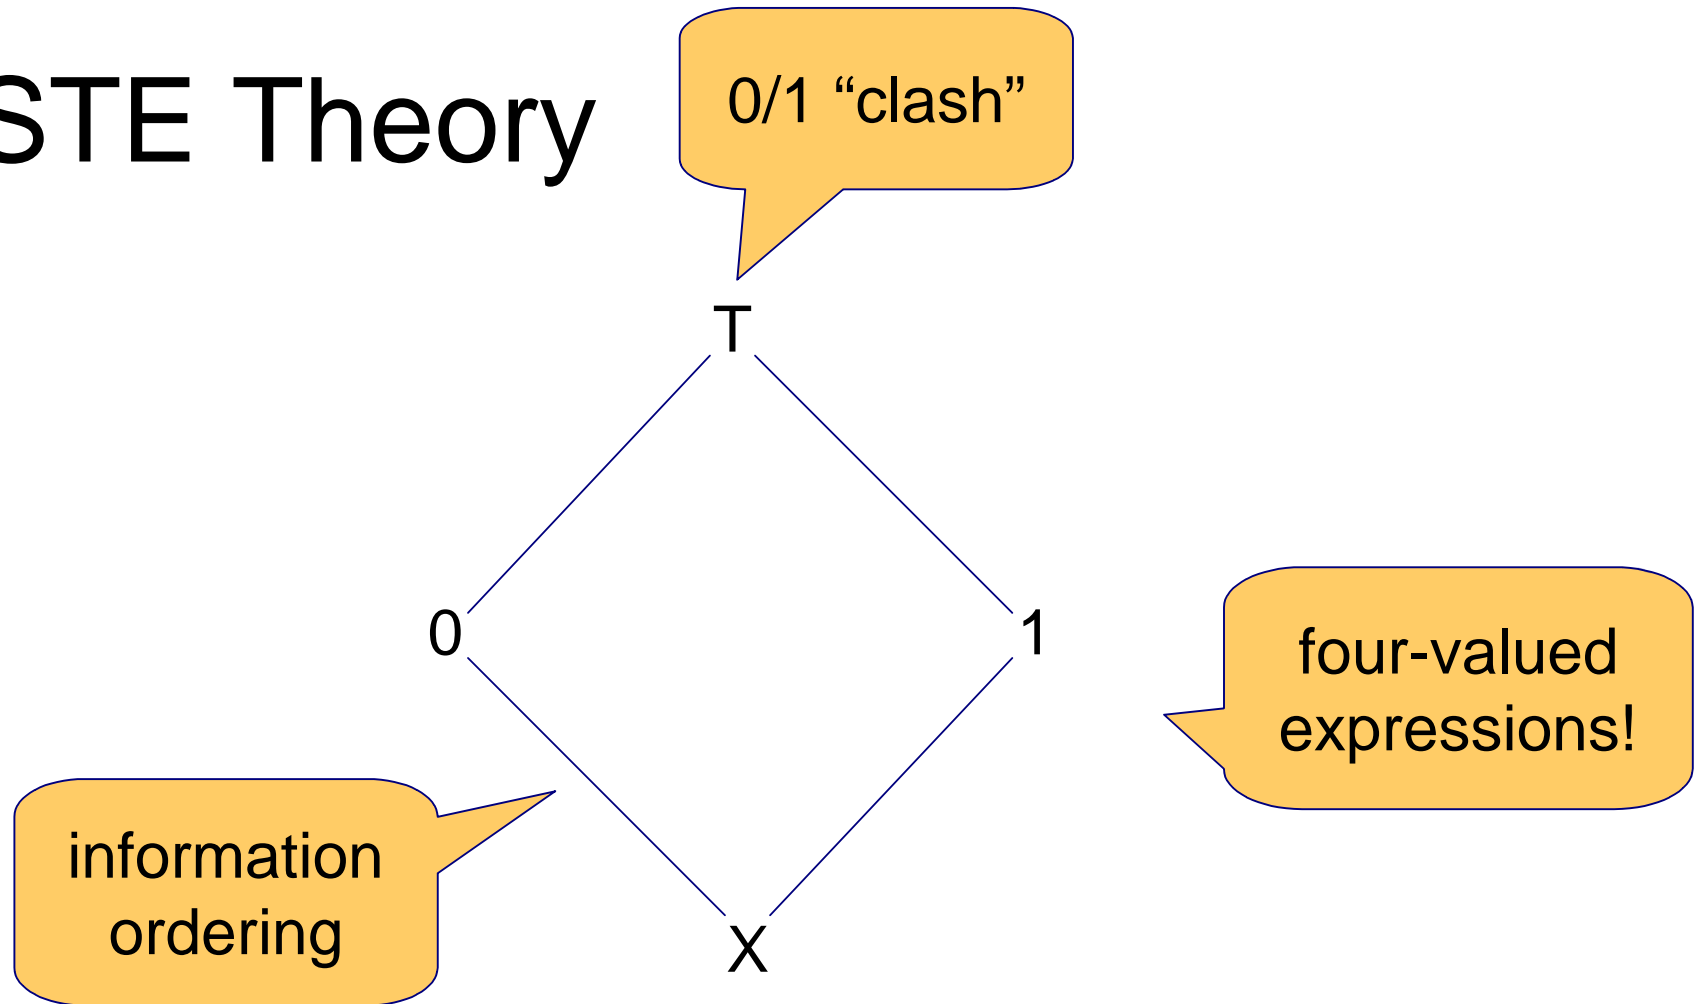 STE Theory
0/1 “clash”
T
0
1
four-valued
expressions!
information
ordering
X